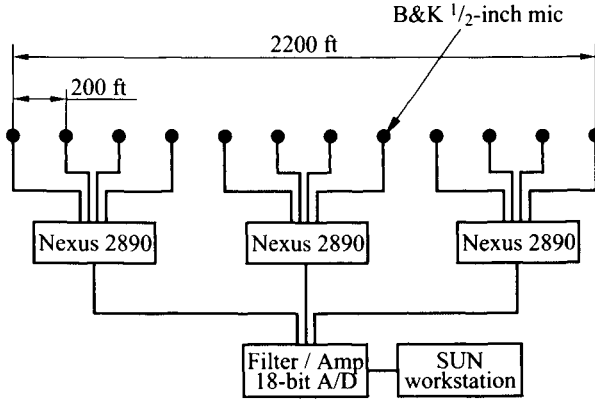 B&K 1/2-inch mic
2200 ft
200 ft
Nexus 2890
Nexus 2890
Nexus 2890
Filter / Amp
18-bit A/D
SUN
workstation